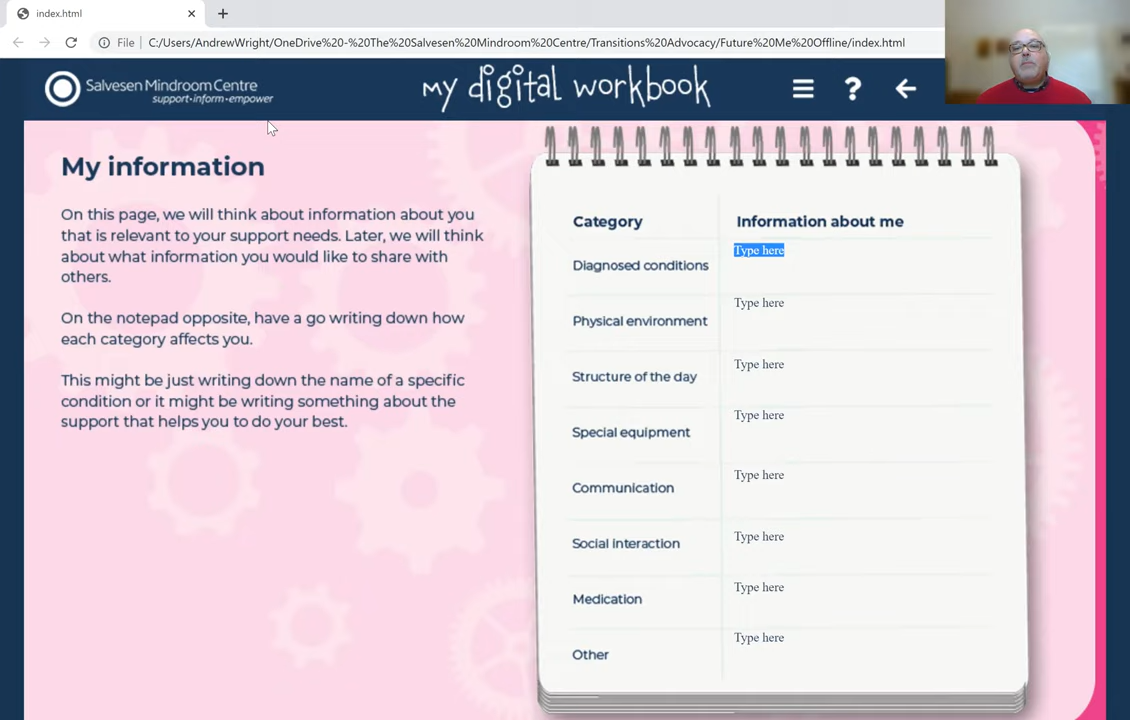 index.html
File
C:/Users/AndrewWright/OneDrive%20-%20The%20Salvesen%20Mindroom%20Centre/Transitions%20Advocacy/Future%20Me%20Offline/index.html
Salvesen Mindroom Centre
support•inform•empower
my digital workbook
?
My information
On this page, we will think about information about you
that is relevant to your support needs. Later, we will think
about what information you would like to share with
others.
On the notepad opposite, have a go writing down how
each category affects you.
This might be just writing down the name of a specific
condition or it might be writing something about the
support that helps you to do your best.
Category
Information about me
Diagnosed conditions
Type here
Physical environment
Type here
Structure of the day
Type here
Special equipment
Type here
Communication
Type here
Social interaction
Type here
Medication
Type here
Other
Type here